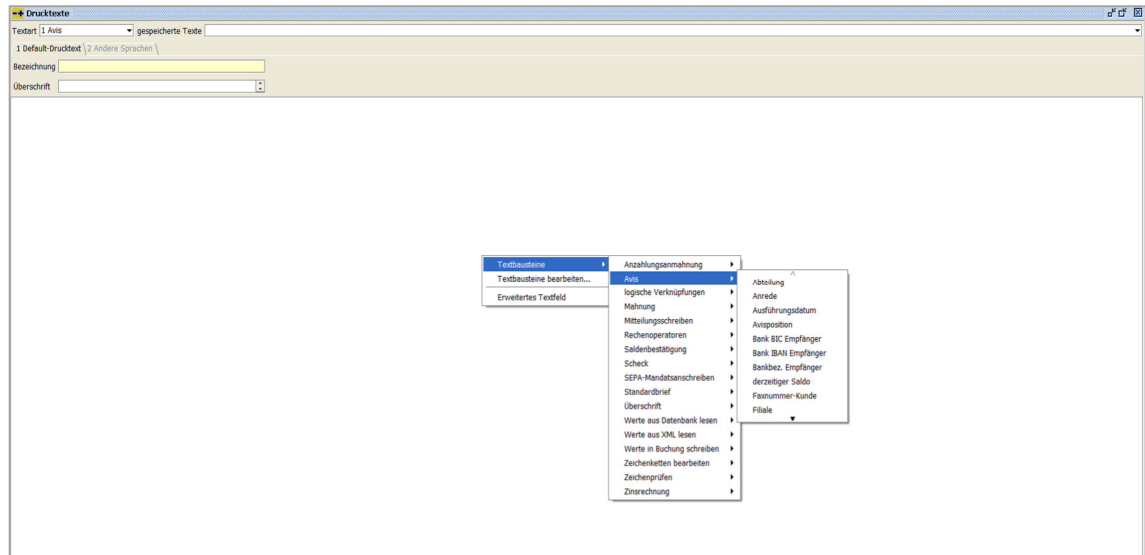 Drucktexte
Textart 1 Avis gespeicherte Texte
1 Default-Drucktext 2 Andere Sprachen
Bezeichnung
Überschrift
Textbausteine
Textbausteine bearbeiten...
Erweitertes Textfeld
Anzahlungsanmahnung
Avis
logische Verknüpfungen
Mahnung
Mitteilungsschreiben
Rechenoperatoren
Saldenbestätigung
Scheck
SEPA-Mandatsanschreiben
Standardbrief
Überschrift
Werte aus Datenbank lesen
Werte aus XML lesen
Werte in Buchung schreiben
Zeichenketten bearbeiten
Zeichenprüfen
Zinsrechnung
Abteilung
Anrede
Ausführungsdatum
Avisposition
Bank BIC Empfänger
Bank IBAN Empfänger
Bankbez. Empfänger
derzeitiger Saldo
Faxnummer-Kunde
Filiale